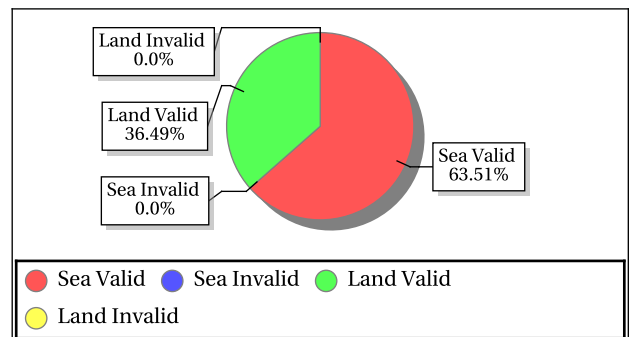 Land Invalid
0.0%
Land Valid
36.49%
Sea Valid
63.51%
Sea Invalid
0.0%
Sea Valid Sea Invalid Land Valid
Land Invalid